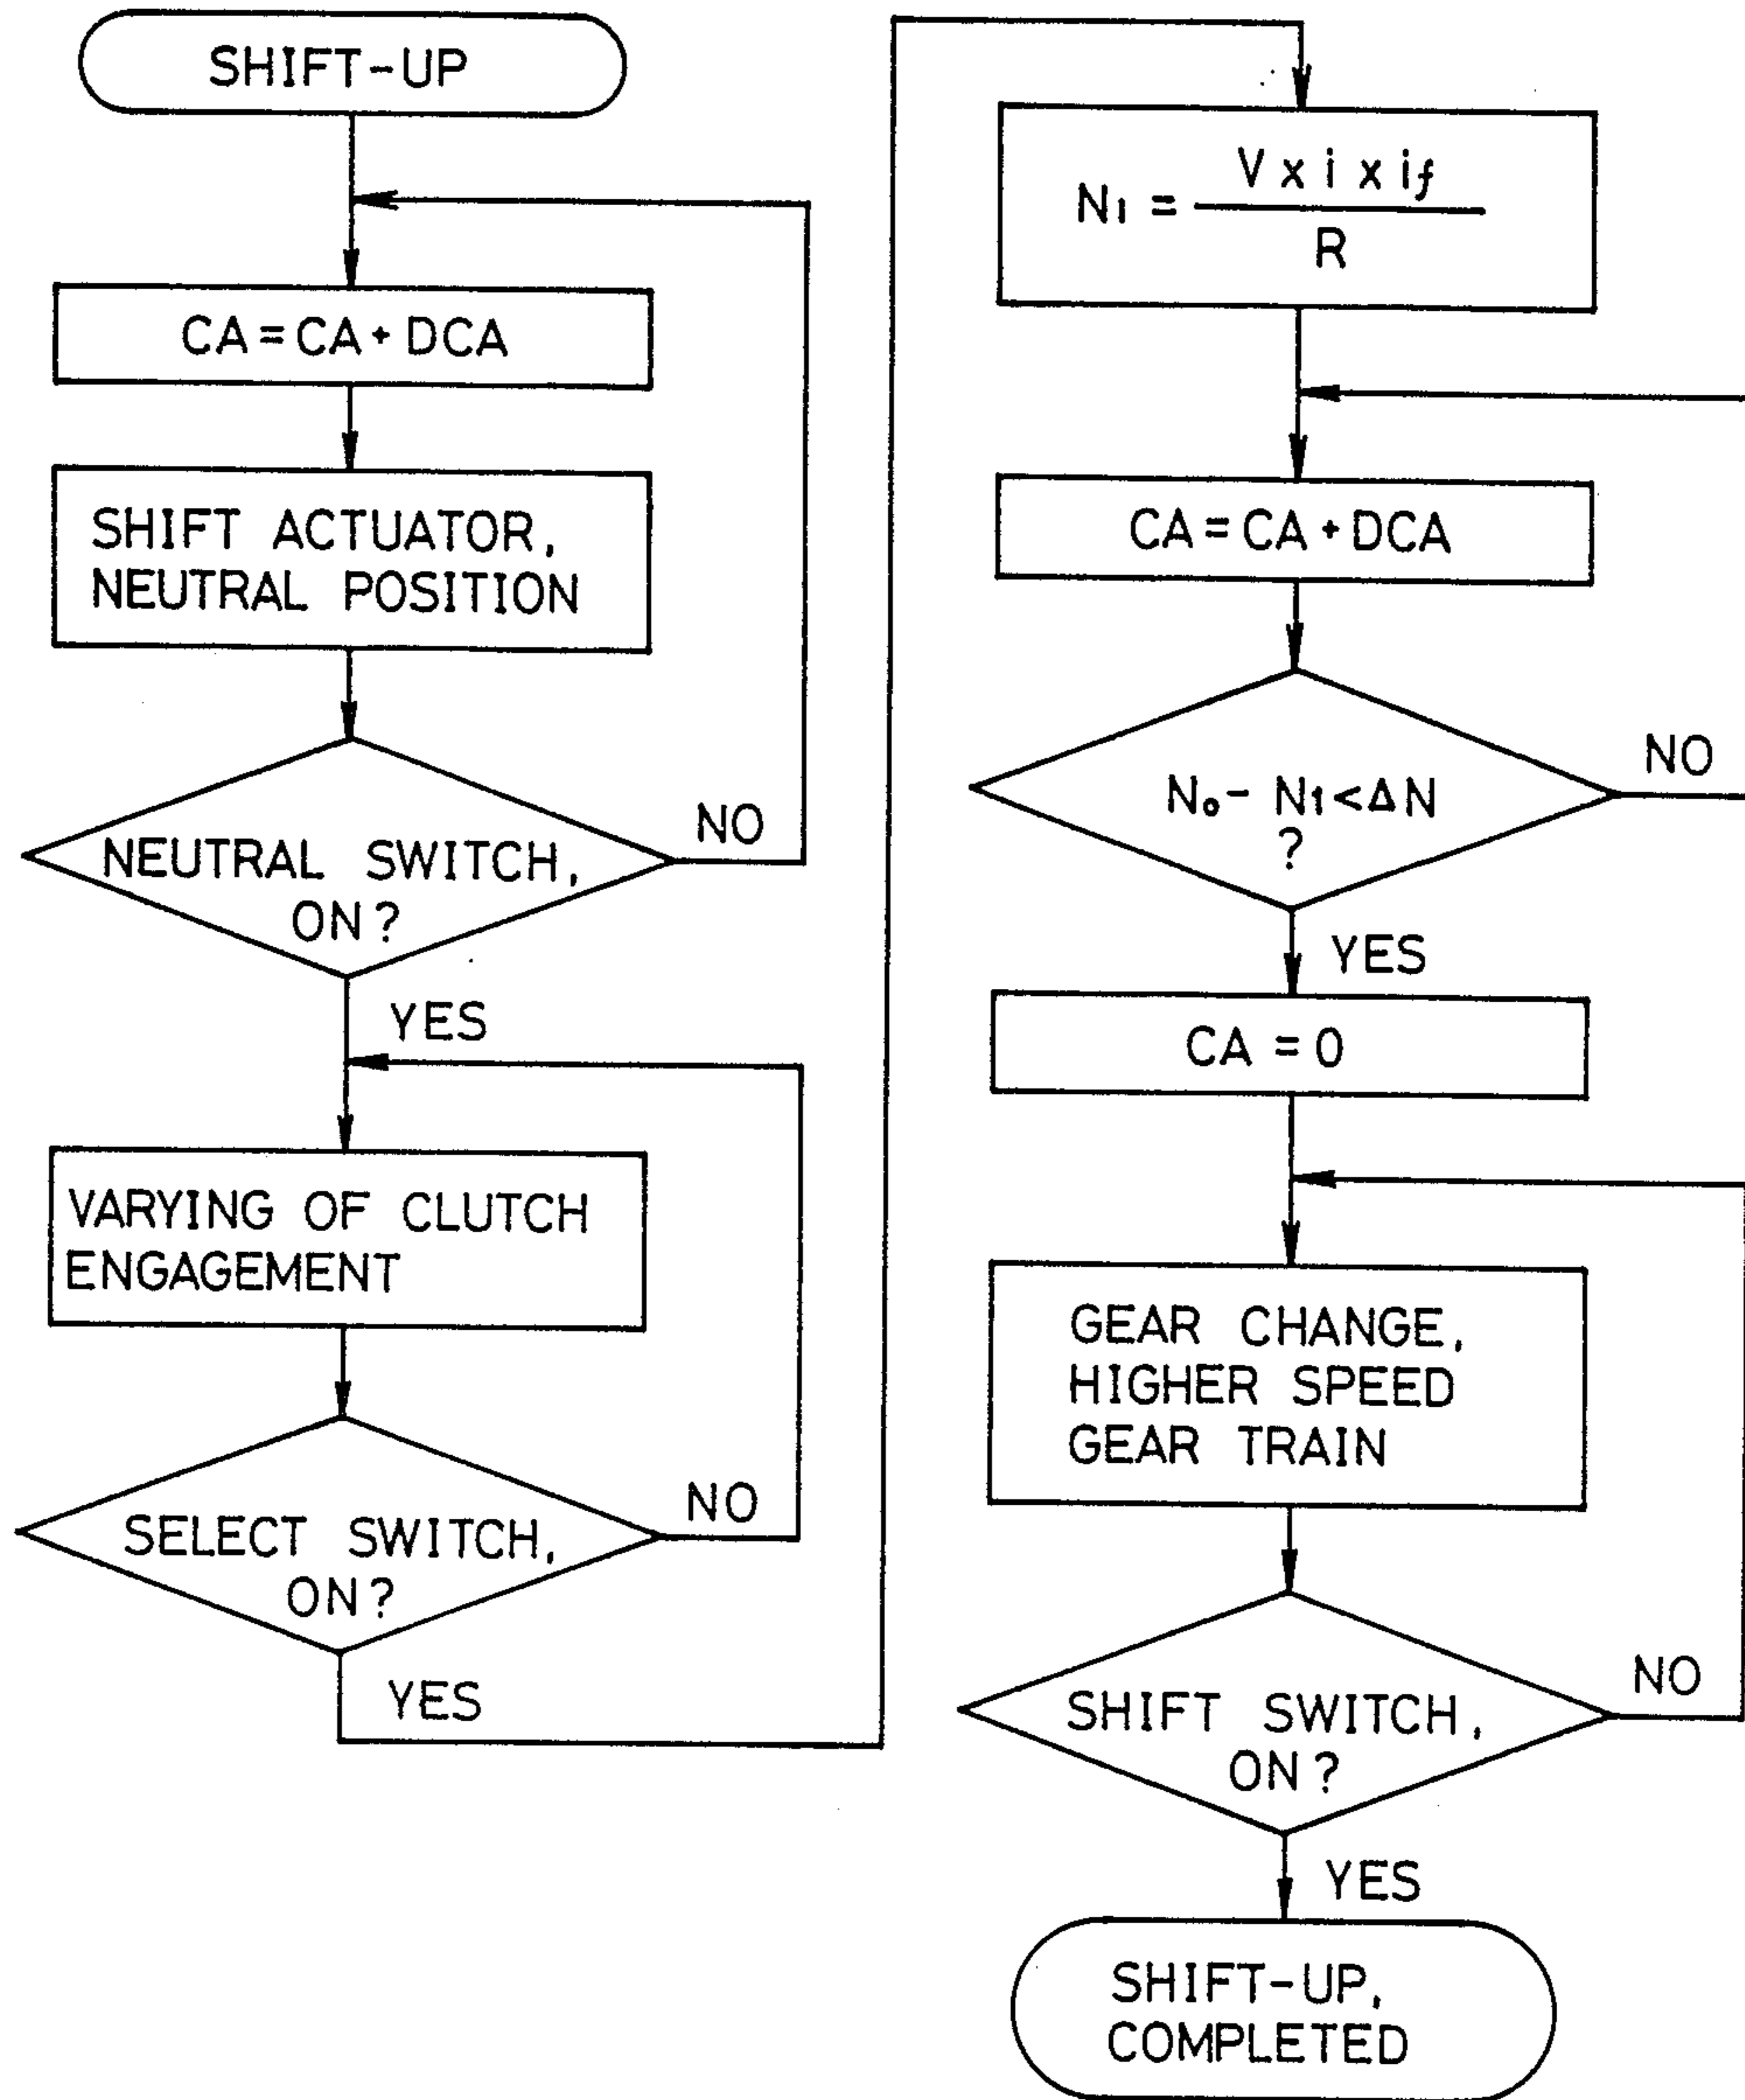 SHIFT-UP
CA = CA + DCA
SHIFT ACTUATOR,
NEUTRAL POSITION
NEUTRAL SWITCH,
ON?
NO
YES
VARYING OF CLUTCH
ENGAGEMENT
SELECT SWITCH,
ON?
NO
YES
N₁ = V x i x if
R
CA = CA + DCA
N₀ - N₁ < ΔN
?
NO
YES
CA = 0
GEAR CHANGE,
HIGHER SPEED
GEAR TRAIN
SHIFT SWITCH,
ON?
NO
YES
SHIFT-UP,
COMPLETED